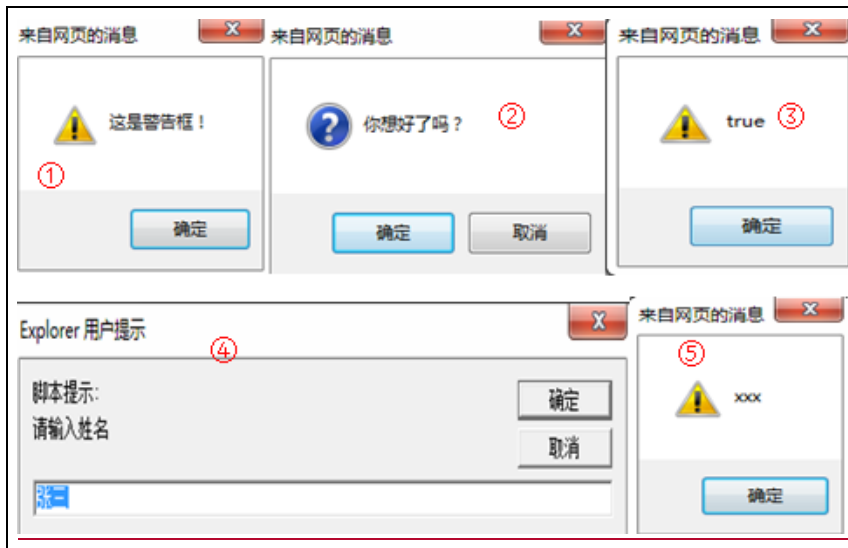 来自网页的消息
这是警告框！
①
确定
来自网页的消息
你想好了吗？
②
确定 取消
来自网页的消息
true ③
确定
Explorer 用户提示
④
脚本提示:
请输入姓名
确定
取消
张三
来自网页的消息
⑤
xxx
确定